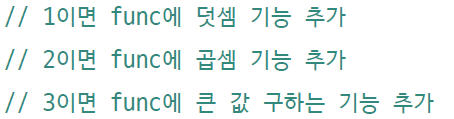 // 1이면 func에 덧셈 기능 추가
// 2이면 func에 곱셈 기능 추가
// 3이면 func에 큰 값 구하는 기능 추가